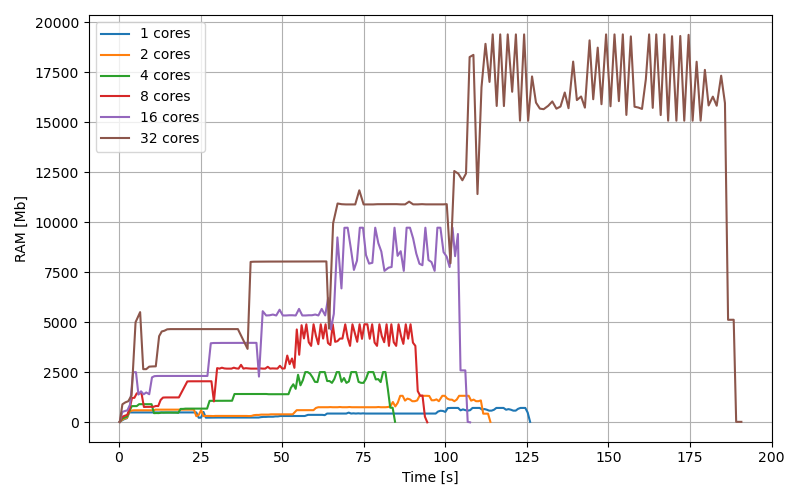 20000
17500
15000
12500
10000
7500
5000
2500
0
RAM [Mb]
1 cores
2 cores
4 cores
8 cores
16 cores
32 cores
0 25 50 75 100 125 150 175 200
Time [s]